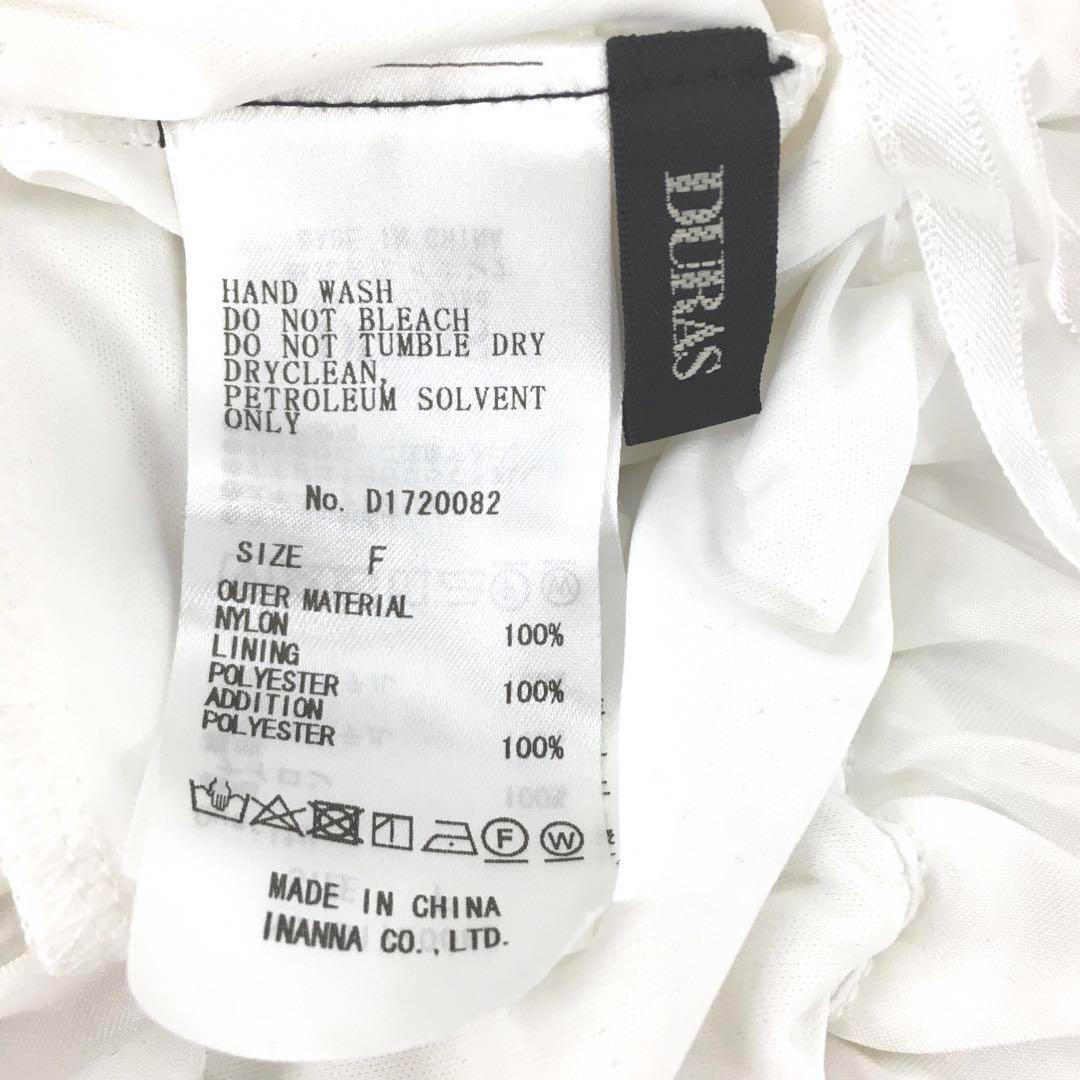 DURAS
HAND WASH
DO NOT BLEACH
DO NOT TUMBLE DRY
DRYCLEAN,
PETROLEUM SOLVENT
ONLY
No. D1720082
SIZE F
OUTER MATERIAL
NYLON 100%
LINING
POLYESTER 100%
ADDITION
POLYESTER 100%
F W
MADE IN CHINA
INANNA CO.,LTD.